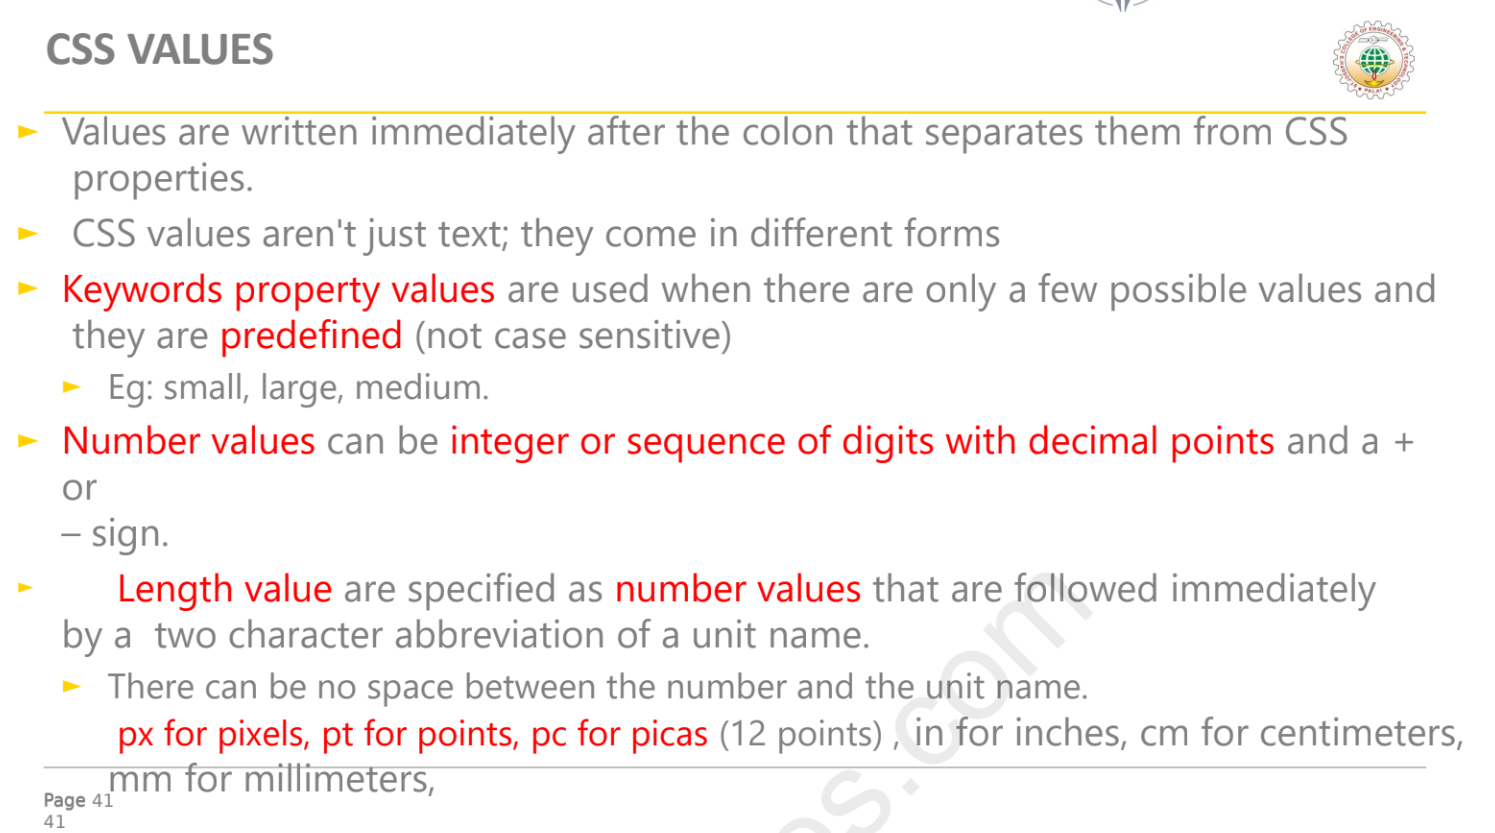 CSS VALUES
► Values are written immediately after the colon that separates them from CSS
properties.
► CSS values aren't just text; they come in different forms
► Keywords property values are used when there are only a few possible values and
they are predefined (not case sensitive)
► Eg: small, large, medium.
► Number values can be integer or sequence of digits with decimal points and a +
or
– sign.
► Length value are specified as number values that are followed immediately
by a two character abbreviation of a unit name.
► There can be no space between the number and the unit name.
px for pixels, pt for points, pc for picas (12 points) , in for inches, cm for centimeters,
mm for millimeters,
Page 41
41
es.com